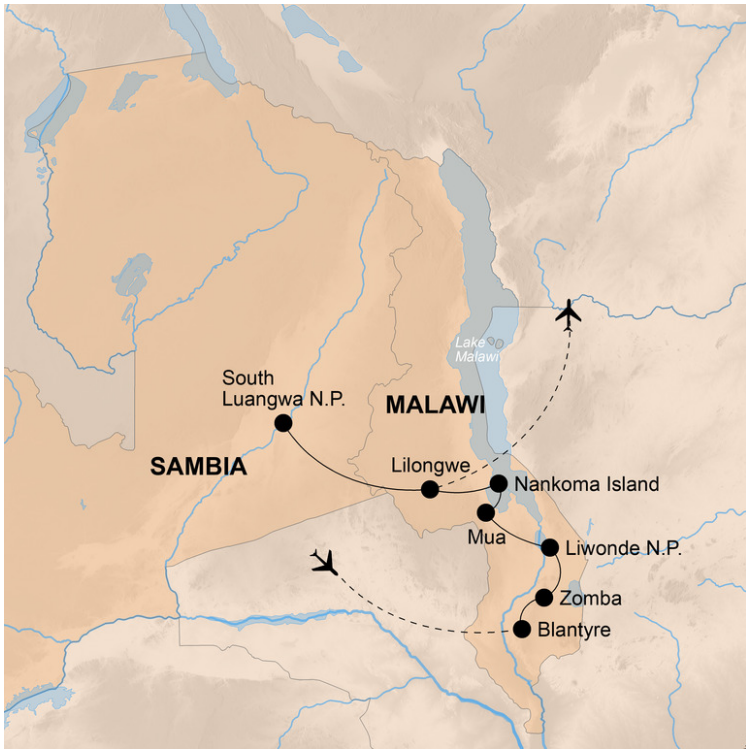 Lake
Malawi
South
Luangwa N.P.
MALAWI
SAMBIA
Lilongwe
Nankoma Island
Mua
Liwonde N.P.
Zomba
Blantyre